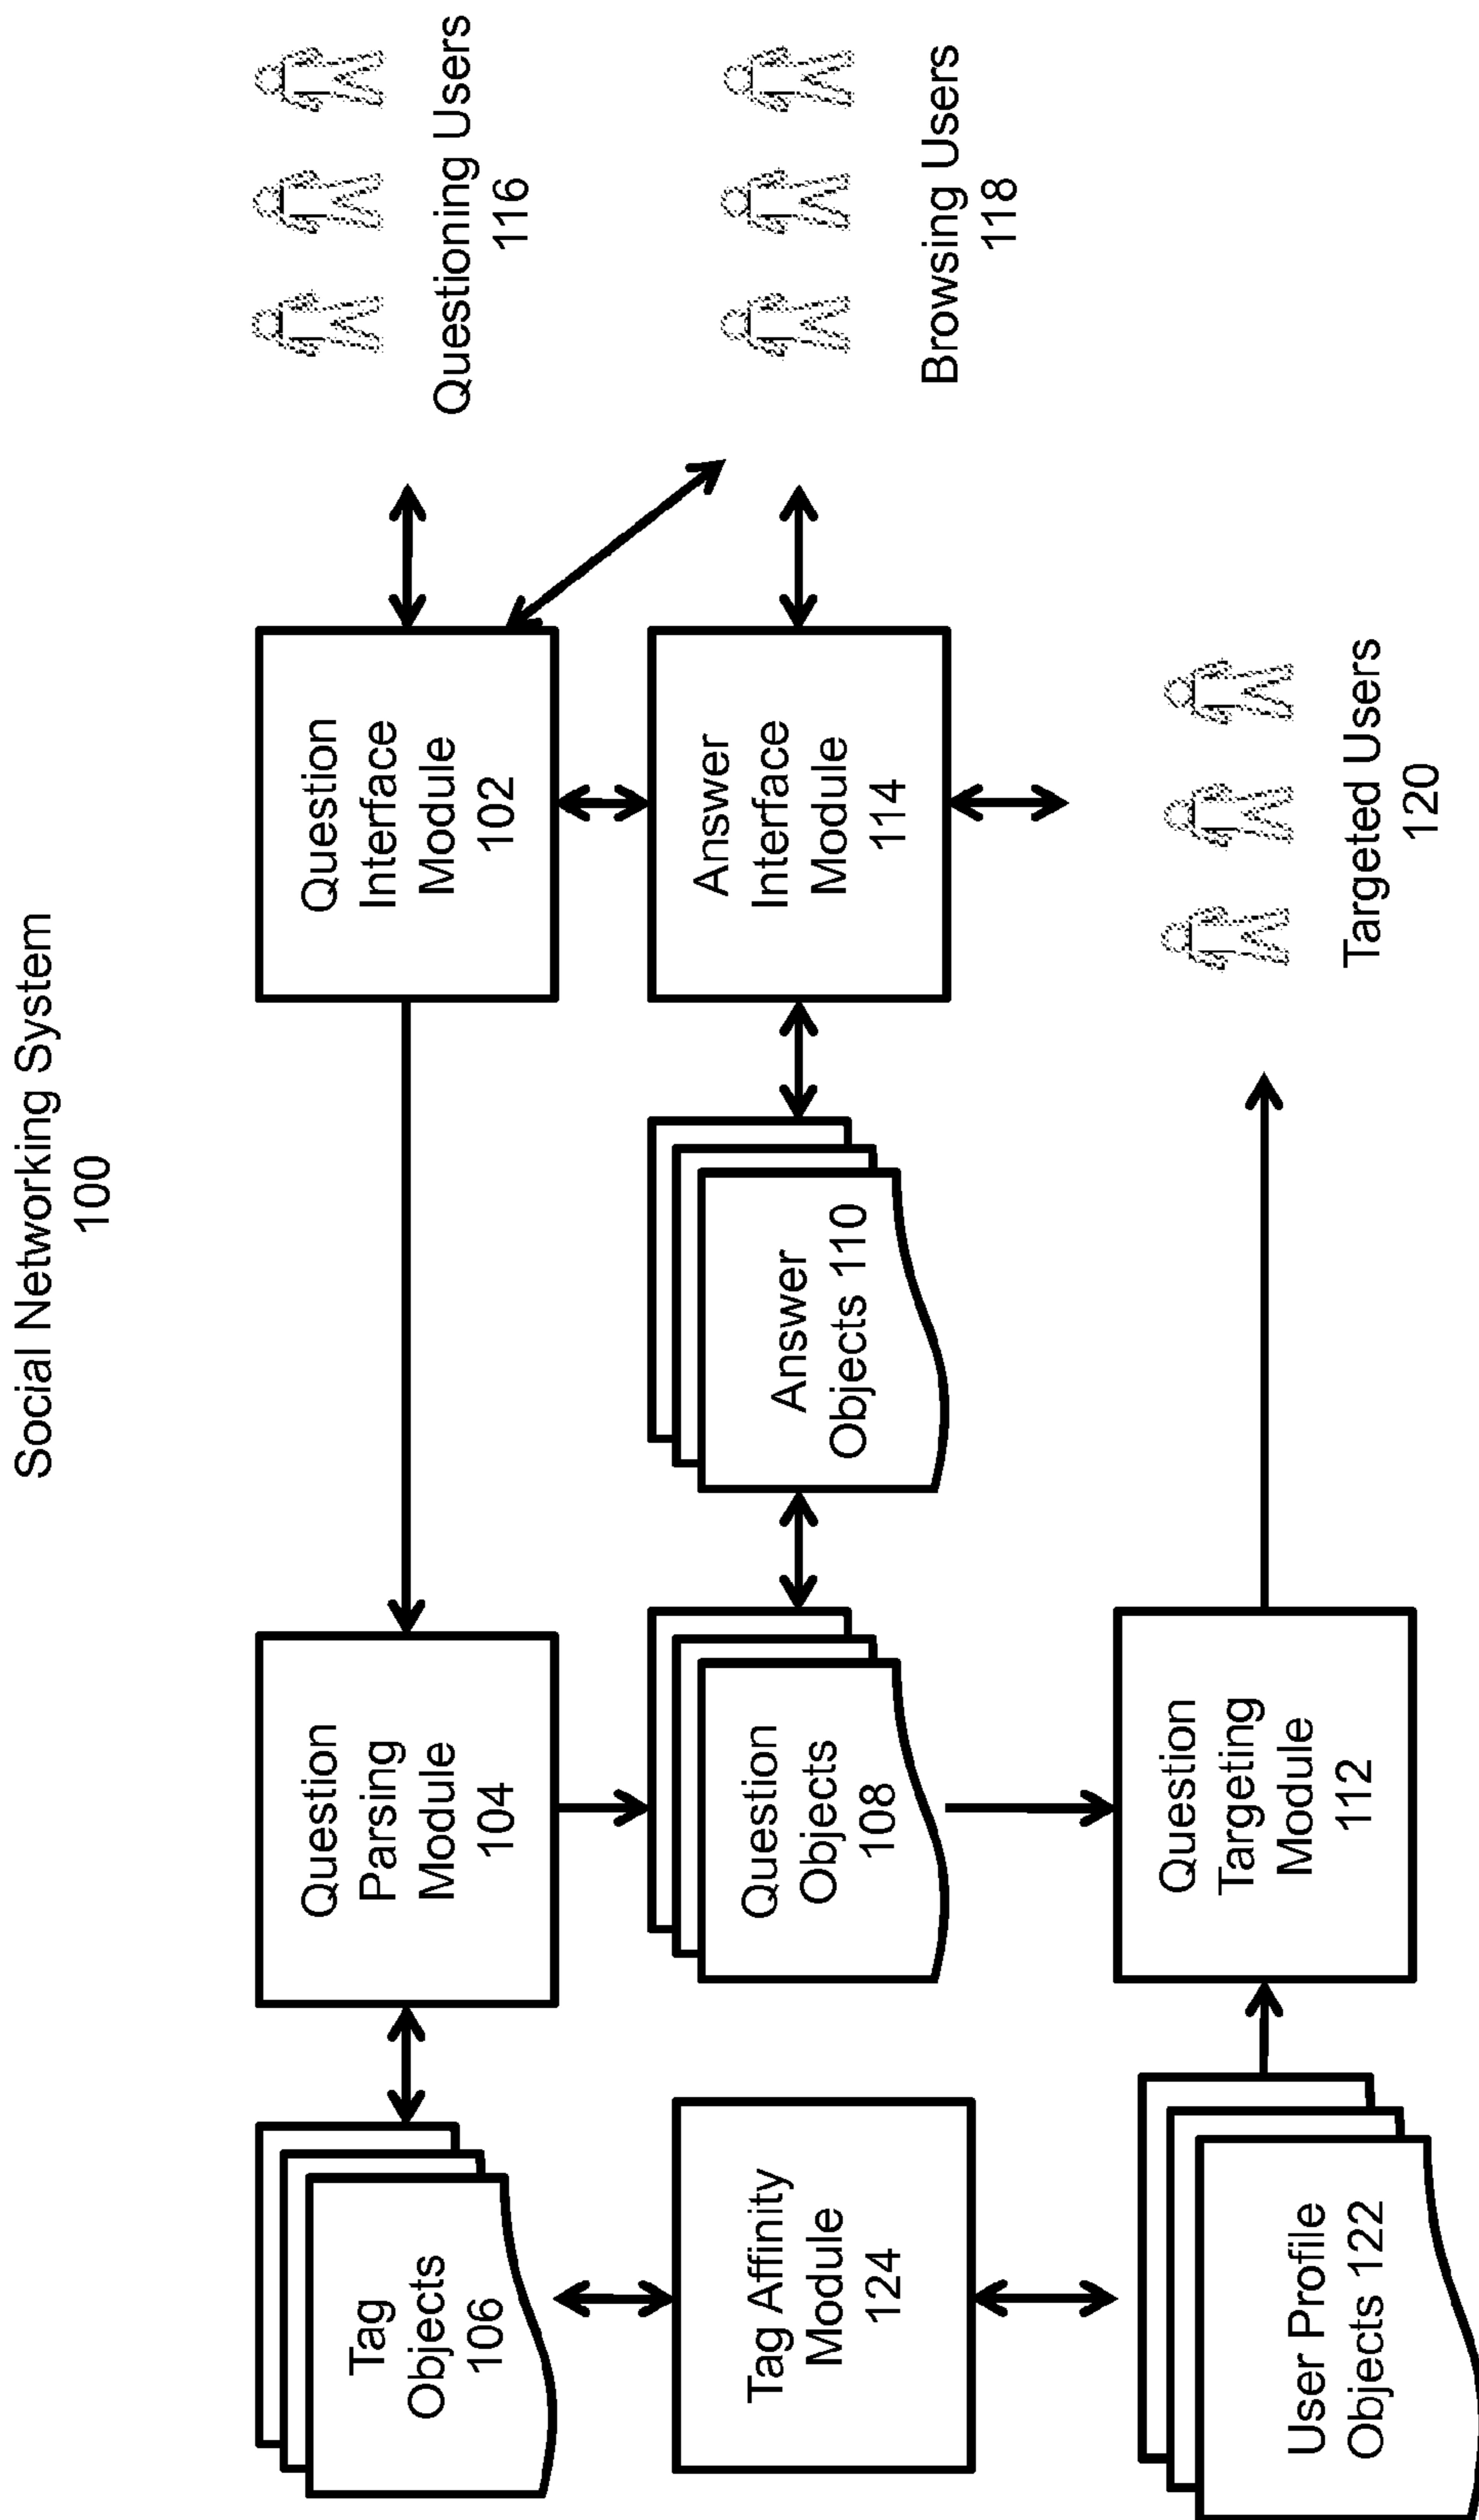 Social Networking System
100
Tag
Objects
106
Question
Parsing
Module
104
Question
Interface
Module
102
Questioning Users
116
Tag Affinity
Module
124
Question
Objects
108
Answer
Objects 110
Answer
Interface
Module
114
Browsing Users
118
User Profile
Objects 122
Question
Targeting
Module
112
Targeted Users
120